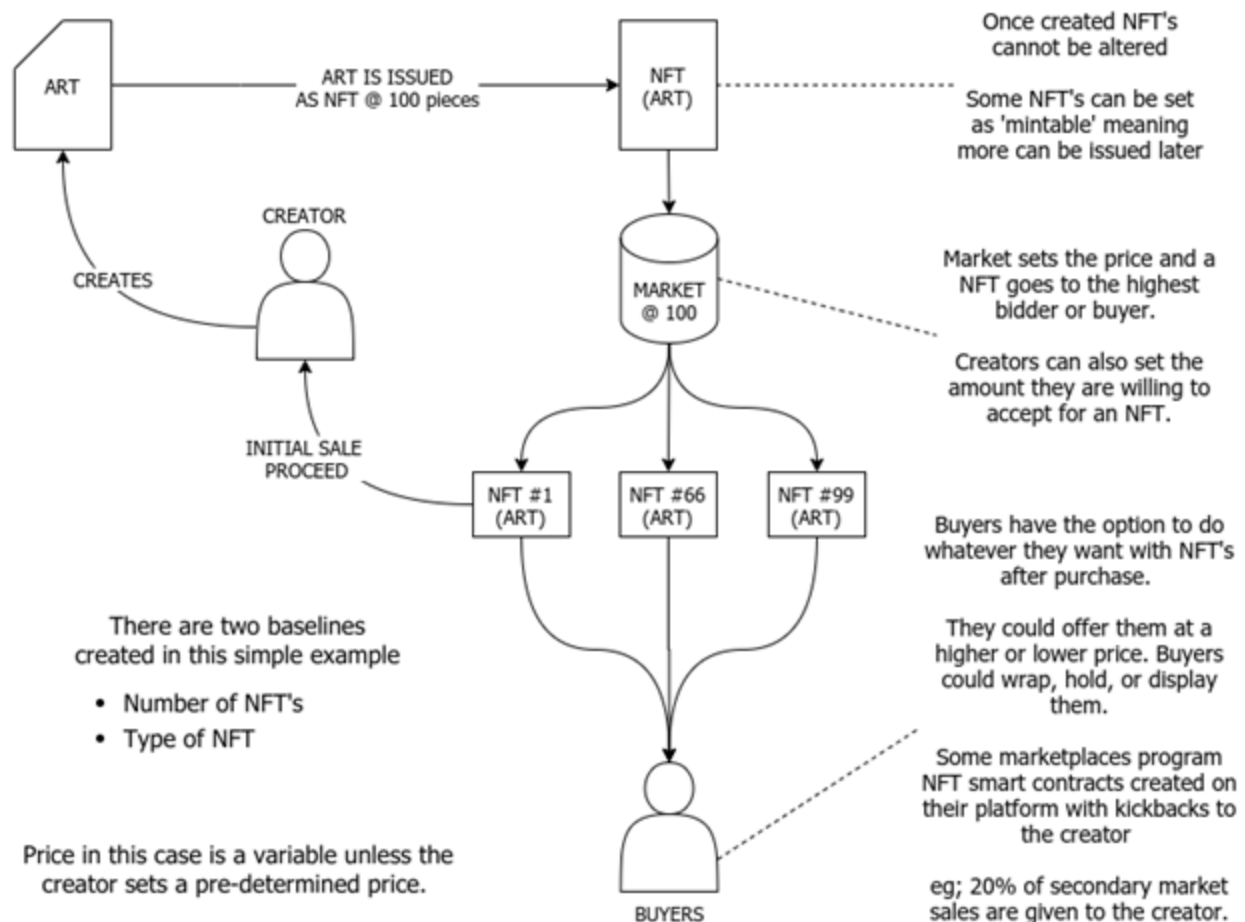 ART
ART IS ISSUED
AS NFT @ 100 pieces
NFT
(ART)
Once created NFT's
cannot be altered
Some NFT's can be set
as 'mintable' meaning
more can be issued later
CREATOR
CREATES
MARKET
@ 100
Market sets the price and a
NFT goes to the highest
bidder or buyer.
Creators can also set the
amount they are willing to
accept for an NFT.
INITIAL SALE
PROCEED
NFT #1
(ART)
NFT #66
(ART)
NFT #99
(ART)
Buyers have the option to do
whatever they want with NFT's
after purchase.
They could offer them at a
higher or lower price. Buyers
could wrap, hold, or display
them.
Some marketplaces program
NFT smart contracts created on
their platform with kickbacks to
the creator
eg; 20% of secondary market
sales are given to the creator.
There are two baselines
created in this simple example
• Number of NFT's
• Type of NFT
Price in this case is a variable unless the
creator sets a pre-determined price.
BUYERS